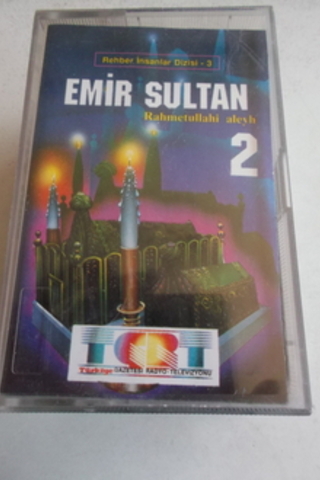 Rehber İnsanlar Dizisi - 3
EMİR SULTAN
Rahmetullahi aleyh
2
TGRT
Türkiye GAZETESİ RADYO-TELEVİZYONU